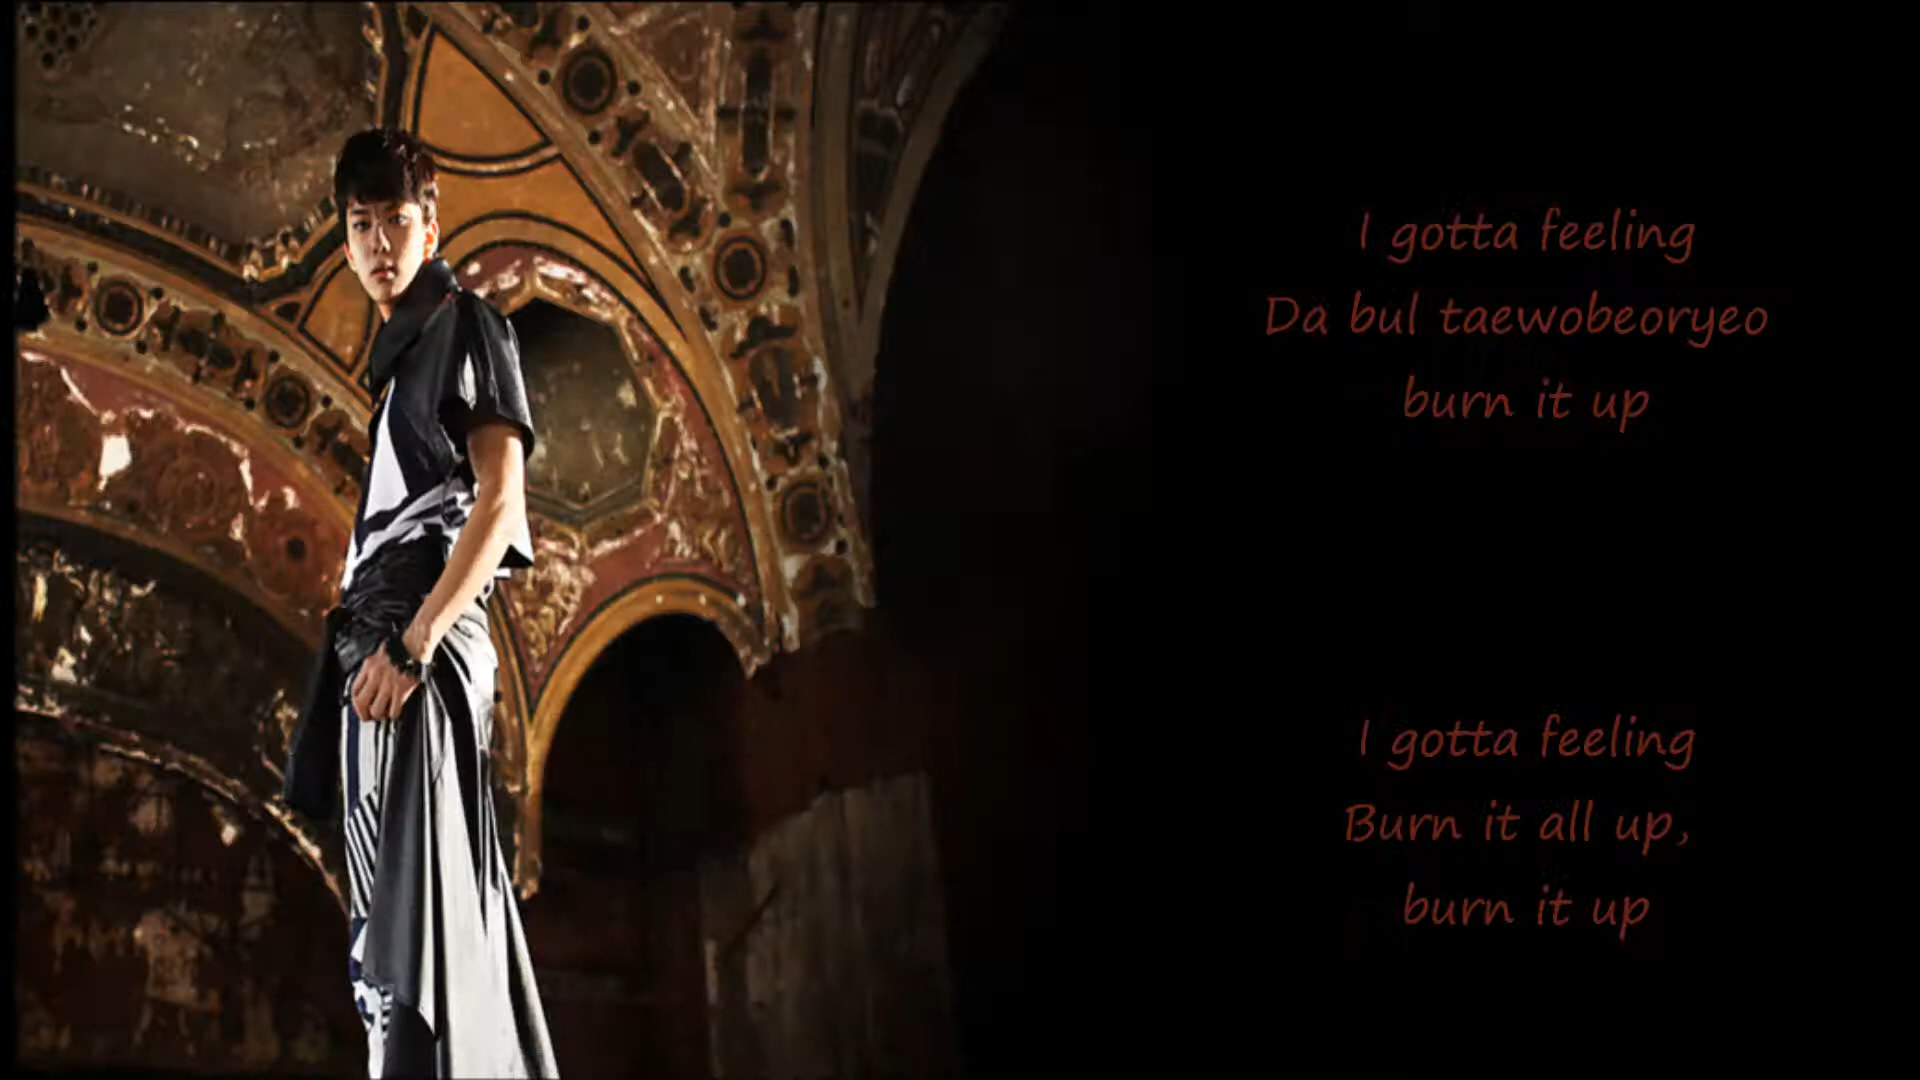 I gotta feeling
Da bul taewobeoryeo
burn it up
I gotta feeling
Burn it all up,
burn it up